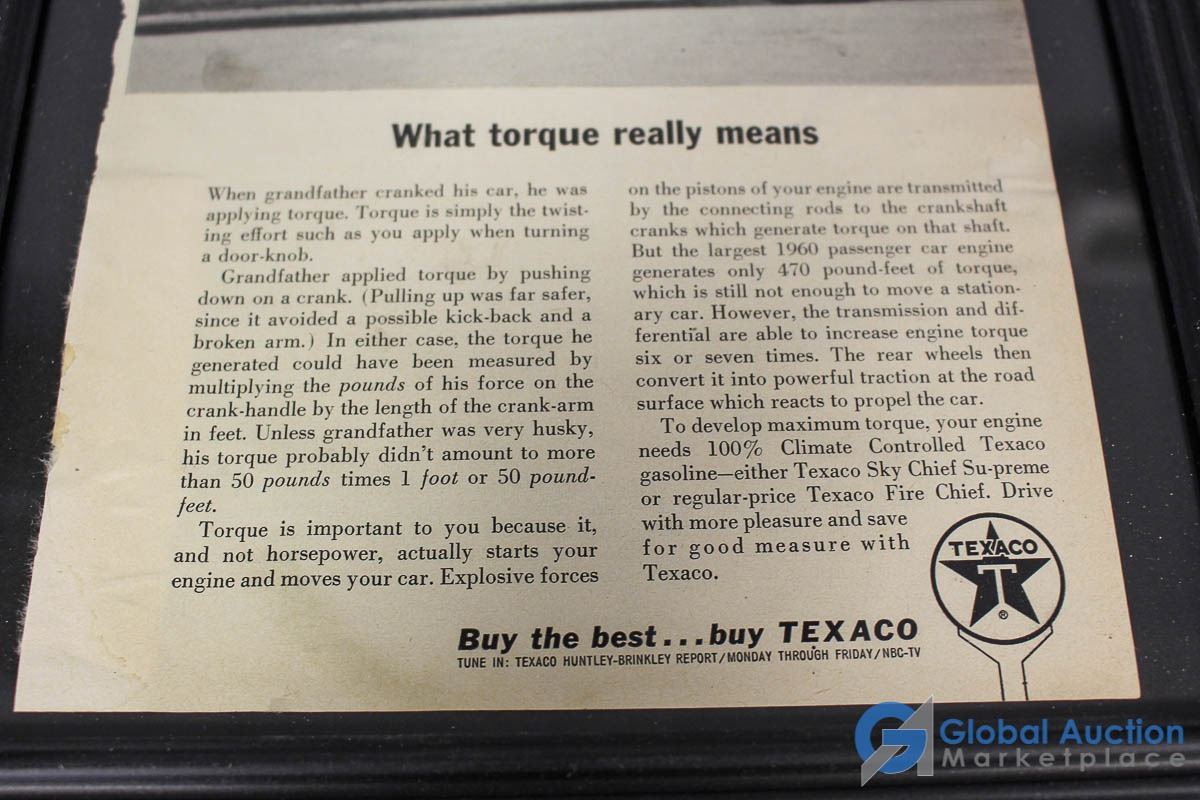 What torque really means
When grandfather cranked his car, he was
applying torque. Torque is simply the twist-
ing effort such as you apply when turning
a door-knob.
Grandfather applied torque by pushing
down on a crank. (Pulling up was far safer,
since it avoided a possible kick-back and a
broken arm.) In either case, the torque he
generated could have been measured by
multiplying the pounds of his force on the
crank-handle by the length of the crank-arm
in feet. Unless grandfather was very husky,
his torque probably didn't amount to more
than 50 pounds times 1 foot or 50 pound-
feet.
Torque is important to you because it,
and not horsepower, actually starts your
engine and moves your car. Explosive forces
on the pistons of your engine are transmitted
by the connecting rods to the crankshaft
cranks which generate torque on that shaft.
But the largest 1960 passenger car engine
generates only 470 pound-feet of torque,
which is still not enough to move a station-
ary car. However, the transmission and dif-
ferential are able to increase engine torque
six or seven times. The rear wheels then
convert it into powerful traction at the road
surface which reacts to propel the car.
To develop maximum torque, your engine
needs 100% Climate Controlled Texaco
gasoline—either Texaco Sky Chief Su-preme
or regular-price Texaco Fire Chief. Drive
with more pleasure and save
for good measure with
Texaco.
TEXACO
T
®
Buy the best...buy TEXACO
TUNE IN: TEXACO HUNTLEY-BRINKLEY REPORT/MONDAY THROUGH FRIDAY/NBC-TV
Global Auction
Marketplace